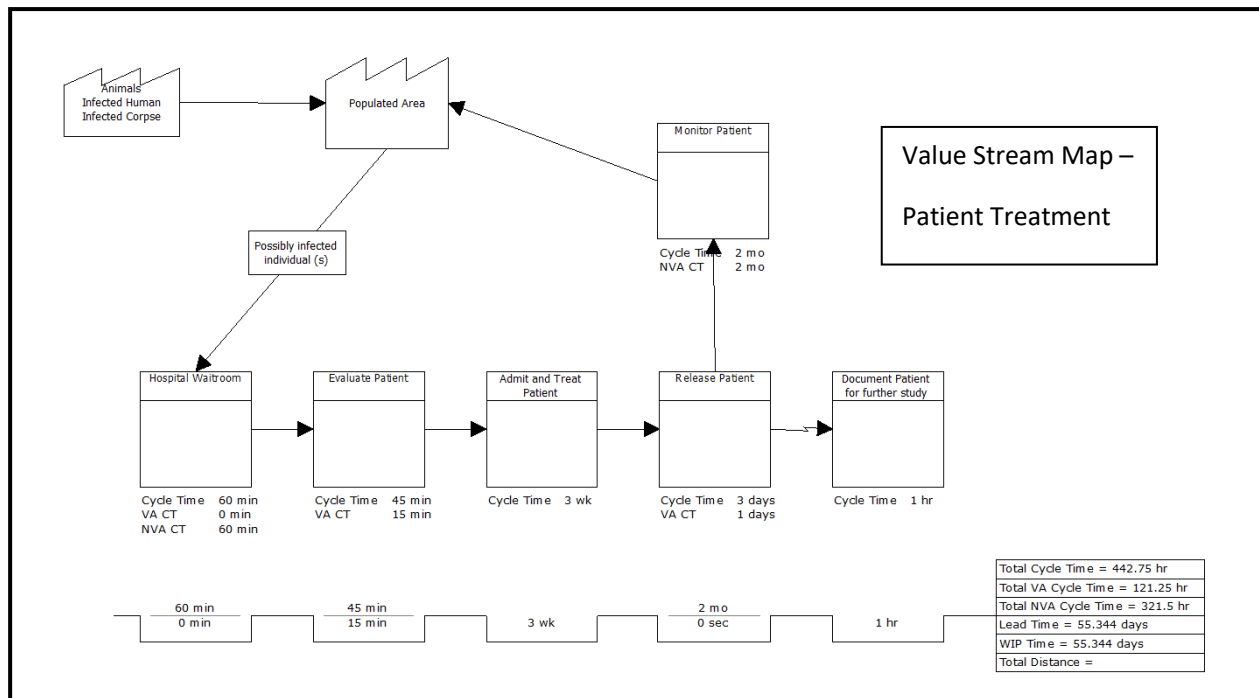 Animals
Infected Human
Infected Corpse
Populated Area
Monitor Patient
Value Stream Map –
Patient Treatment
Possibly infected
individual (s)
Cycle Time 2 mo
NVA CT 2 mo
Hospital Waitroom
Evaluate Patient
Admit and Treat
Patient
Release Patient
Document Patient
for further study
Cycle Time 60 min
VA CT 0 min
NVA CT 60 min
Cycle Time 45 min
VA CT 15 min
Cycle Time 3 wk
Cycle Time 3 days
VA CT 1 days
Cycle Time 1 hr
60 min
0 min
45 min
15 min
3 wk
2 mo
0 sec
1 hr
Total Cycle Time = 442.75 hr
Total VA Cycle Time = 121.25 hr
Total NVA Cycle Time = 321.5 hr
Lead Time = 55.344 days
WIP Time = 55.344 days
Total Distance =